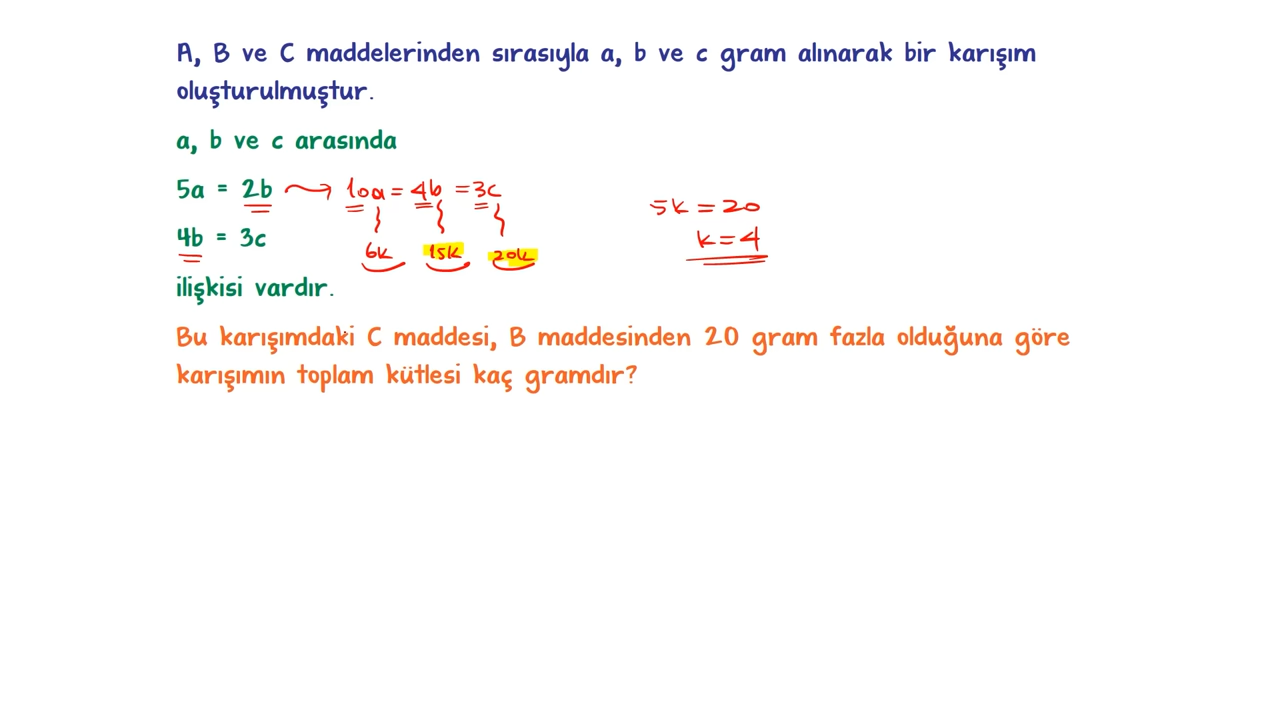 A, B ve C maddelerinden sırasıyla a, b ve c gram alınarak bir karışım
oluşturulmuştur.
a, b ve c arasında
5a = 2b → 10a = 4b = 3c
4b = 3c
6k 15k 20k
5k = 20
k = 4
ilişkisi vardır.
Bu karışımdaki C maddesi, B maddesinden 20 gram fazla olduğuna göre
karışımın toplam kütlesi kaç gramdır?